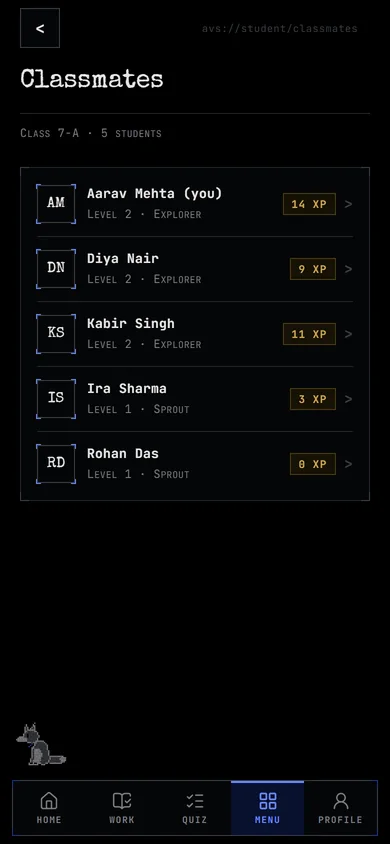 <
avs://student/classmates
Classmates
Class 7-A · 5 students
AM
Aarav Mehta (you)
Level 2 · Explorer
14 XP >
DN
Diya Nair
Level 2 · Explorer
9 XP >
KS
Kabir Singh
Level 2 · Explorer
11 XP >
IS
Ira Sharma
Level 1 · Sprout
3 XP >
RD
Rohan Das
Level 1 · Sprout
0 XP >
HOME WORK QUIZ MENU PROFILE